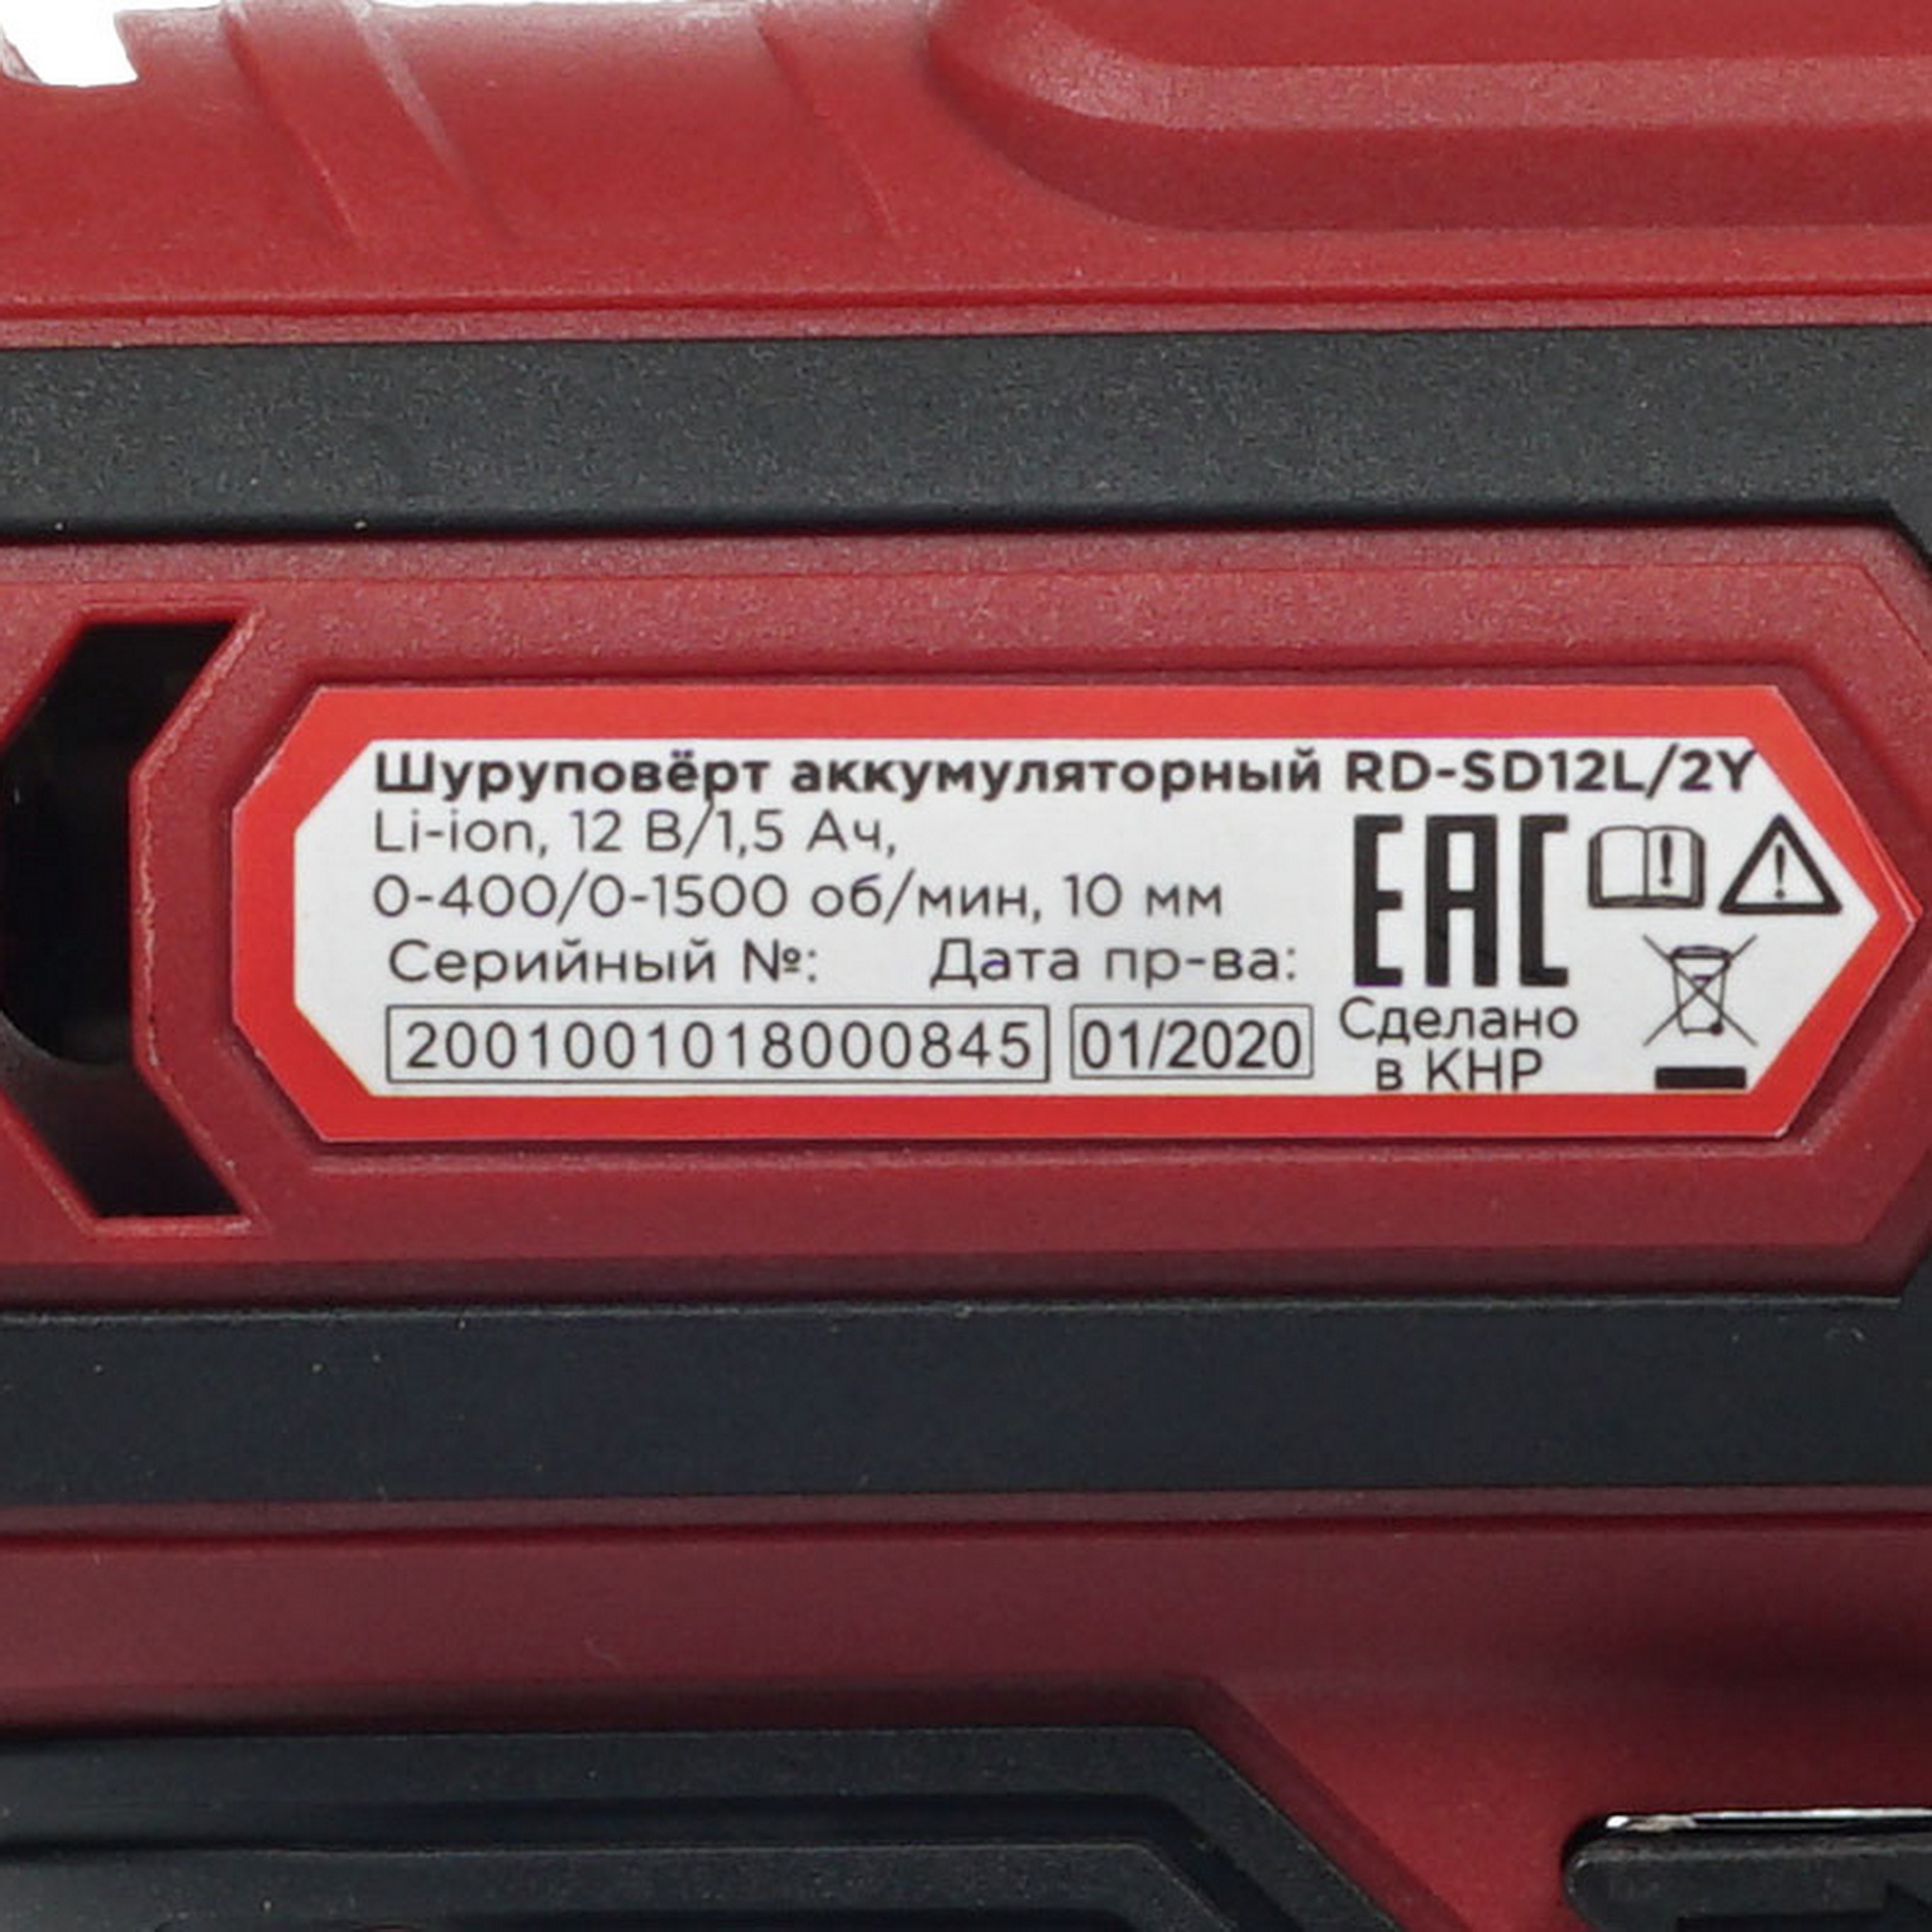 Шуруповёрт аккумуляторный RD-SD12L/2Y
Li-ion, 12 В/1,5 Ач,
0-400/0-1500 об/мин, 10 мм
EAC
Серийный №: Дата пр-ва:
2001001018000845 01/2020
Сделано
в КНР